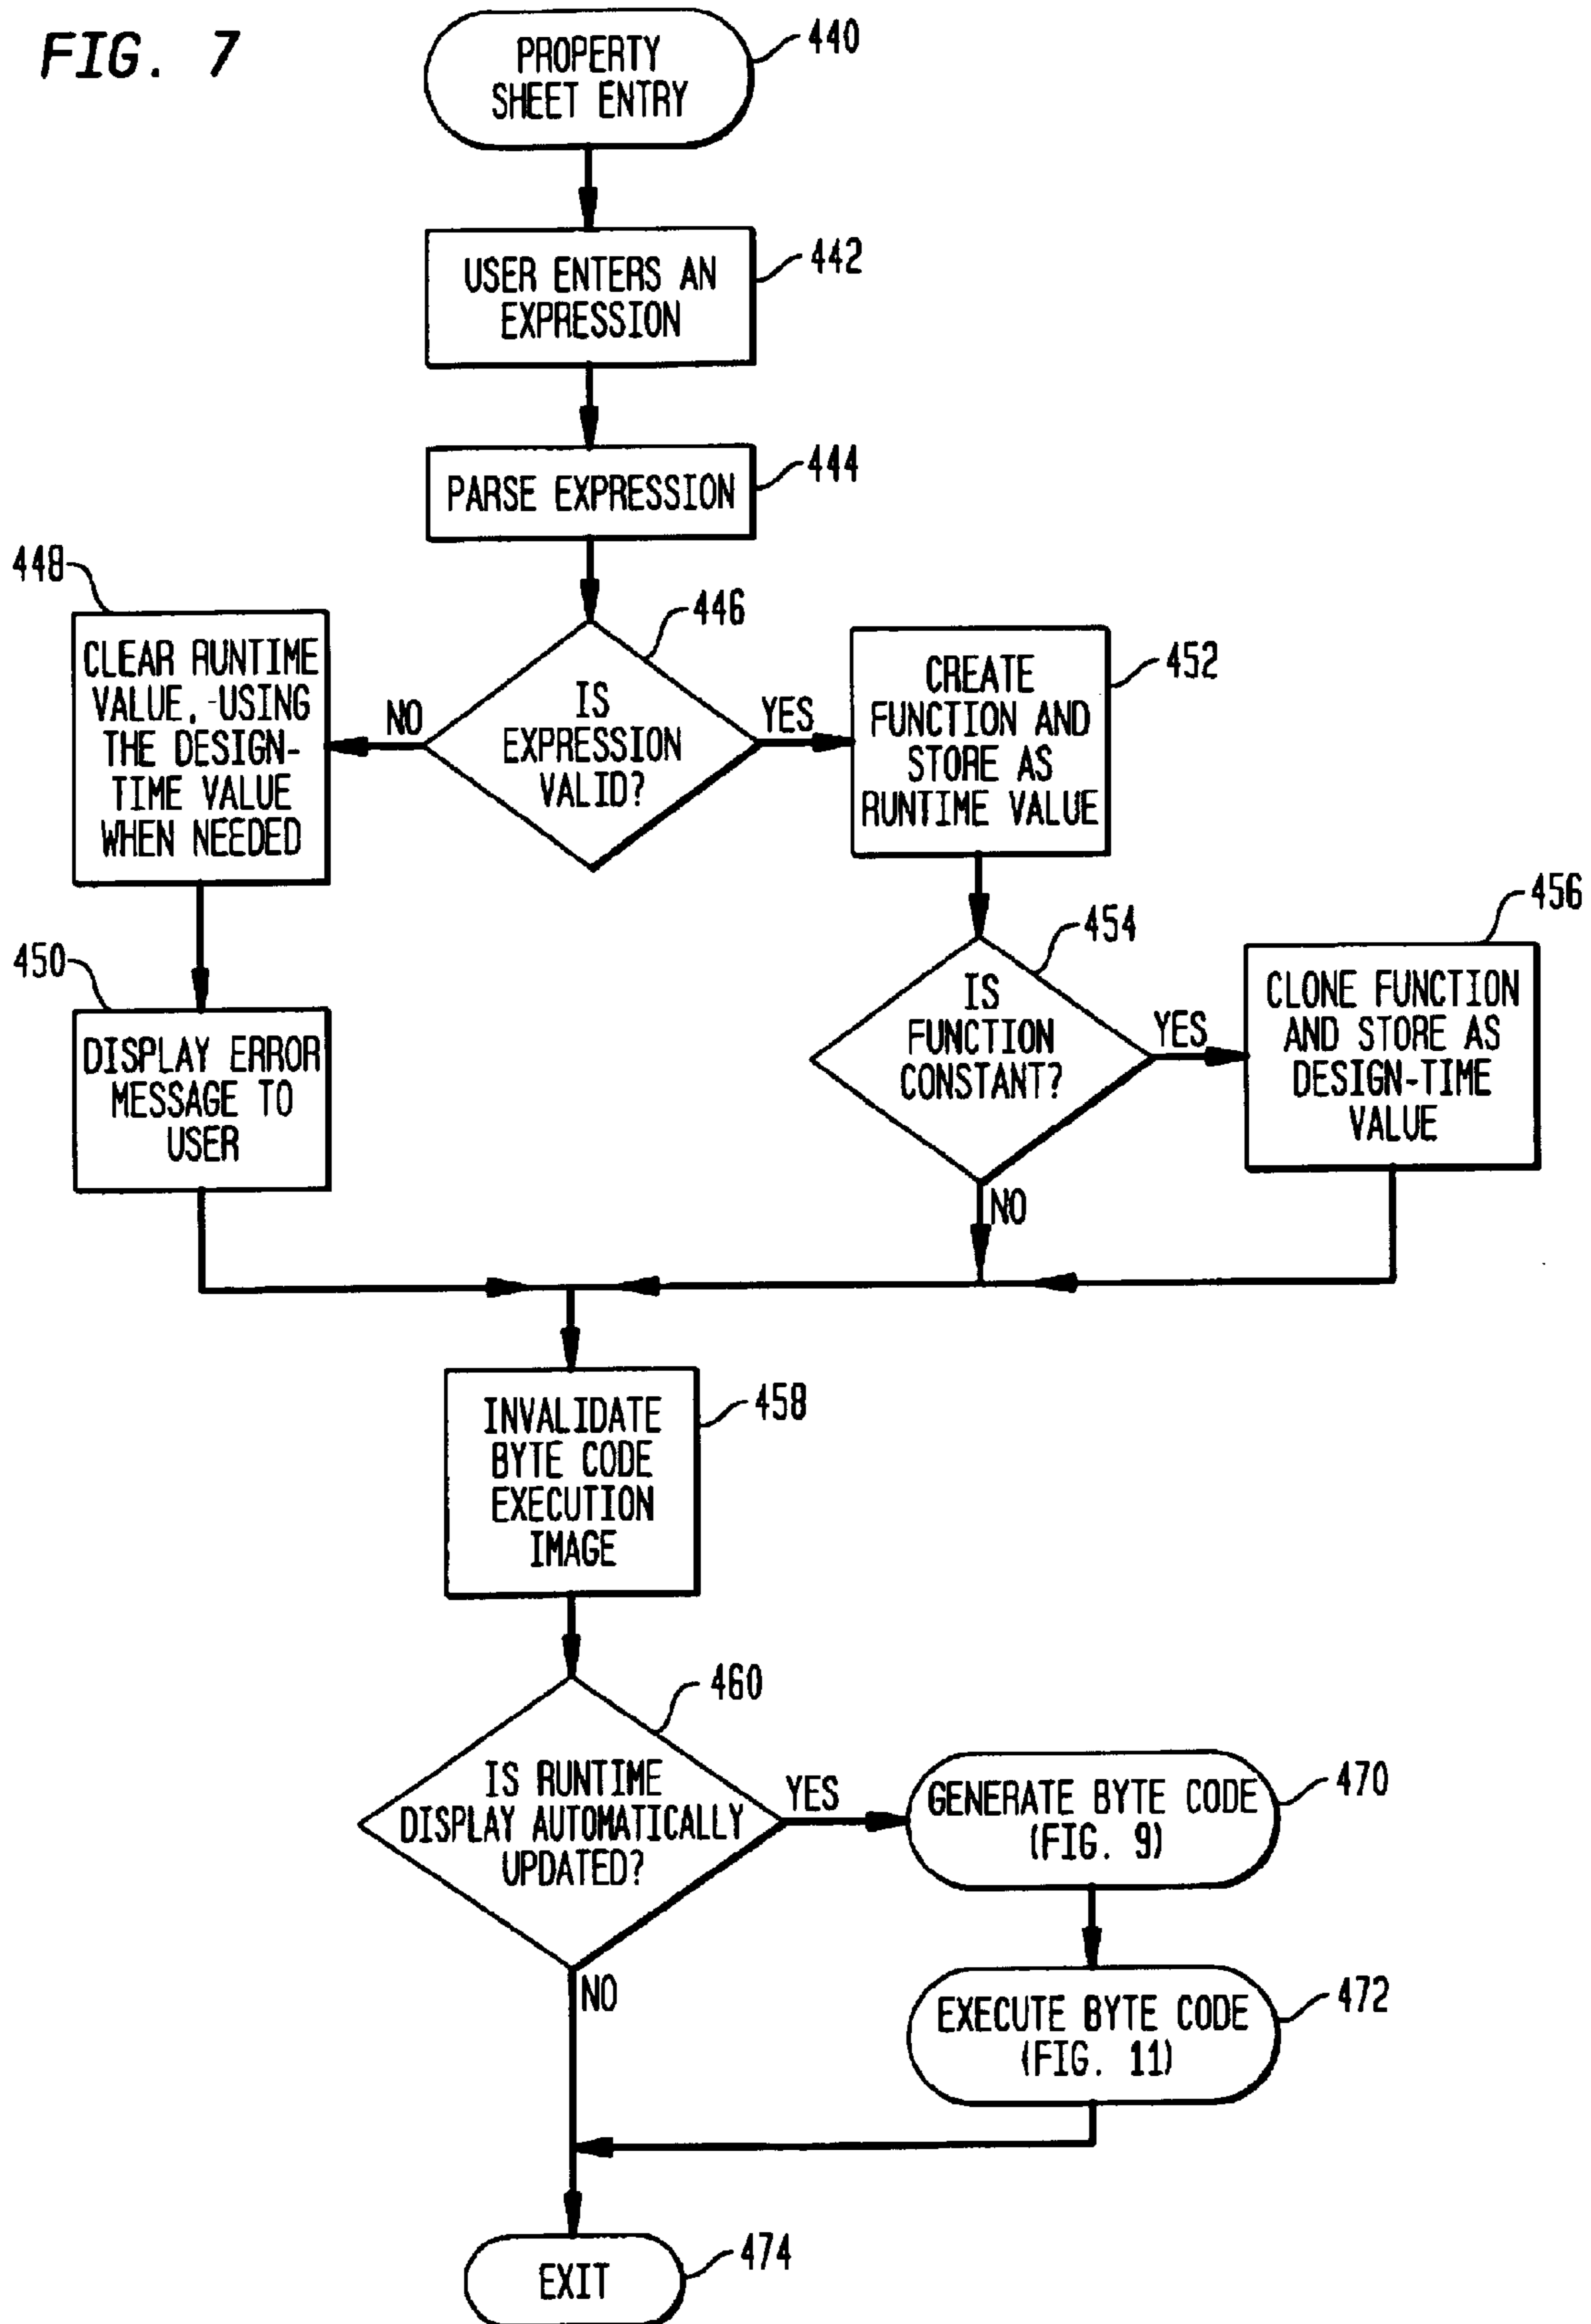 FIG. 7
PROPERTY
SHEET ENTRY
440
USER ENTERS AN
EXPRESSION
442
PARSE EXPRESSION
444
448
CLEAR RUNTIME
VALUE, -USING
THE DESIGN-
TIME VALUE
WHEN NEEDED
NO
446
IS
EXPRESSION
VALID?
YES
CREATE
FUNCTION AND
STORE AS
RUNTIME VALUE
452
450
DISPLAY ERROR
MESSAGE TO
USER
454
IS
FUNCTION
CONSTANT?
YES
NO
456
CLONE FUNCTION
AND STORE AS
DESIGN-TIME
VALUE
INVALIDATE
BYTE CODE
EXECUTION
IMAGE
458
460
IS RUNTIME
DISPLAY AUTOMATICALLY
UPDATED?
YES
NO
GENERATE BYTE CODE
(FIG. 9)
470
EXECUTE BYTE CODE
(FIG. 11)
472
EXIT
474